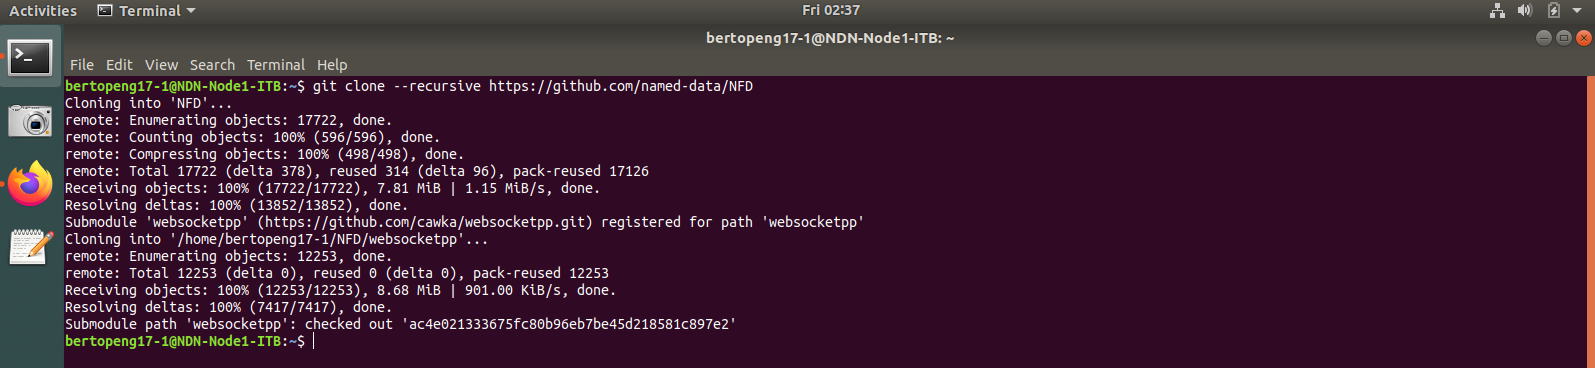 Activities Terminal Fri 02:37
bertopeng17-1@NDN-Node1-ITB: ~
File Edit View Search Terminal Help
bertopeng17-1@NDN-Node1-ITB:~$ git clone --recursive https://github.com/named-data/NFD
Cloning into 'NFD'...
remote: Enumerating objects: 17722, done.
remote: Counting objects: 100% (596/596), done.
remote: Compressing objects: 100% (498/498), done.
remote: Total 17722 (delta 378), reused 314 (delta 96), pack-reused 17126
Receiving objects: 100% (17722/17722), 7.81 MiB | 1.15 MiB/s, done.
Resolving deltas: 100% (13852/13852), done.
Submodule 'websocketpp' (https://github.com/cawka/websocketpp.git) registered for path 'websocketpp'
Cloning into '/home/bertopeng17-1/NFD/websocketpp'...
remote: Enumerating objects: 12253, done.
remote: Total 12253 (delta 0), reused 0 (delta 0), pack-reused 12253
Receiving objects: 100% (12253/12253), 8.68 MiB | 901.00 KiB/s, done.
Resolving deltas: 100% (7417/7417), done.
Submodule path 'websocketpp': checked out 'ac4e021333675fc80b96eb7be45d218581c897e2'
bertopeng17-1@NDN-Node1-ITB:~$